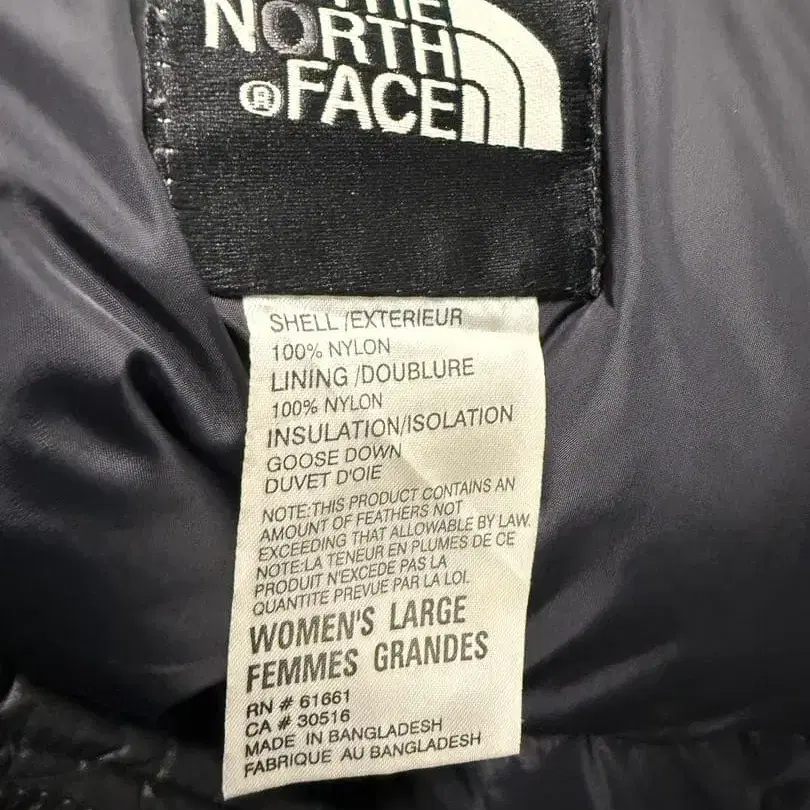 THE
NORTH
® FACE
SHELL/EXTERIEUR
100% NYLON
LINING/DOUBLURE
100% NYLON
INSULATION/ISOLATION
GOOSE DOWN
DUVET D'OIE
NOTE:THIS PRODUCT CONTAINS AN
AMOUNT OF FEATHERS NOT
EXCEEDING THAT ALLOWABLE BY LAW.
NOTE:LA TENEUR EN PLUMES DE CE
PRODUIT N'EXCEDE PAS LA
QUANTITE PREVUE PAR LA LOI.
WOMEN'S LARGE
FEMMES GRANDES
RN # 61661
CA # 30516
MADE IN BANGLADESH
FABRIQUE AU BANGLADESH